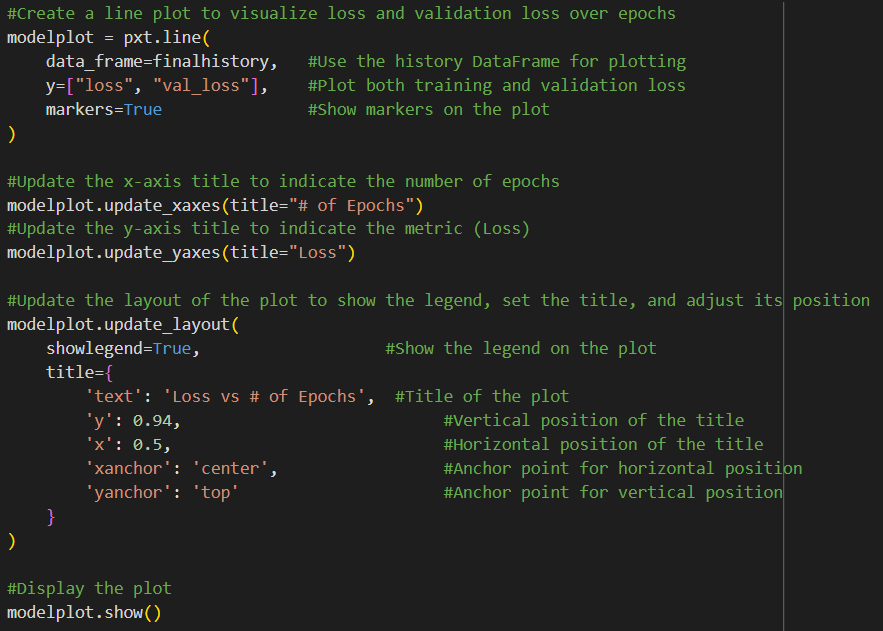 #Create a line plot to visualize loss and validation loss over epochs
modelplot = pxt.line(
    data_frame=finalhistory,   #Use the history DataFrame for plotting
    y=["loss", "val_loss"],    #Plot both training and validation loss
    markers=True               #Show markers on the plot
)

#Update the x-axis title to indicate the number of epochs
modelplot.update_xaxes(title="# of Epochs")
#Update the y-axis title to indicate the metric (Loss)
modelplot.update_yaxes(title="Loss")

#Update the layout of the plot to show the legend, set the title, and adjust its position
modelplot.update_layout(
    showlegend=True,                   #Show the legend on the plot
    title={
        'text': 'Loss vs # of Epochs',  #Title of the plot
        'y': 0.94,                           #Vertical position of the title
        'x': 0.5,                            #Horizontal position of the title
        'xanchor': 'center',                 #Anchor point for horizontal position
        'yanchor': 'top'                     #Anchor point for vertical position
    }
)

#Display the plot
modelplot.show()